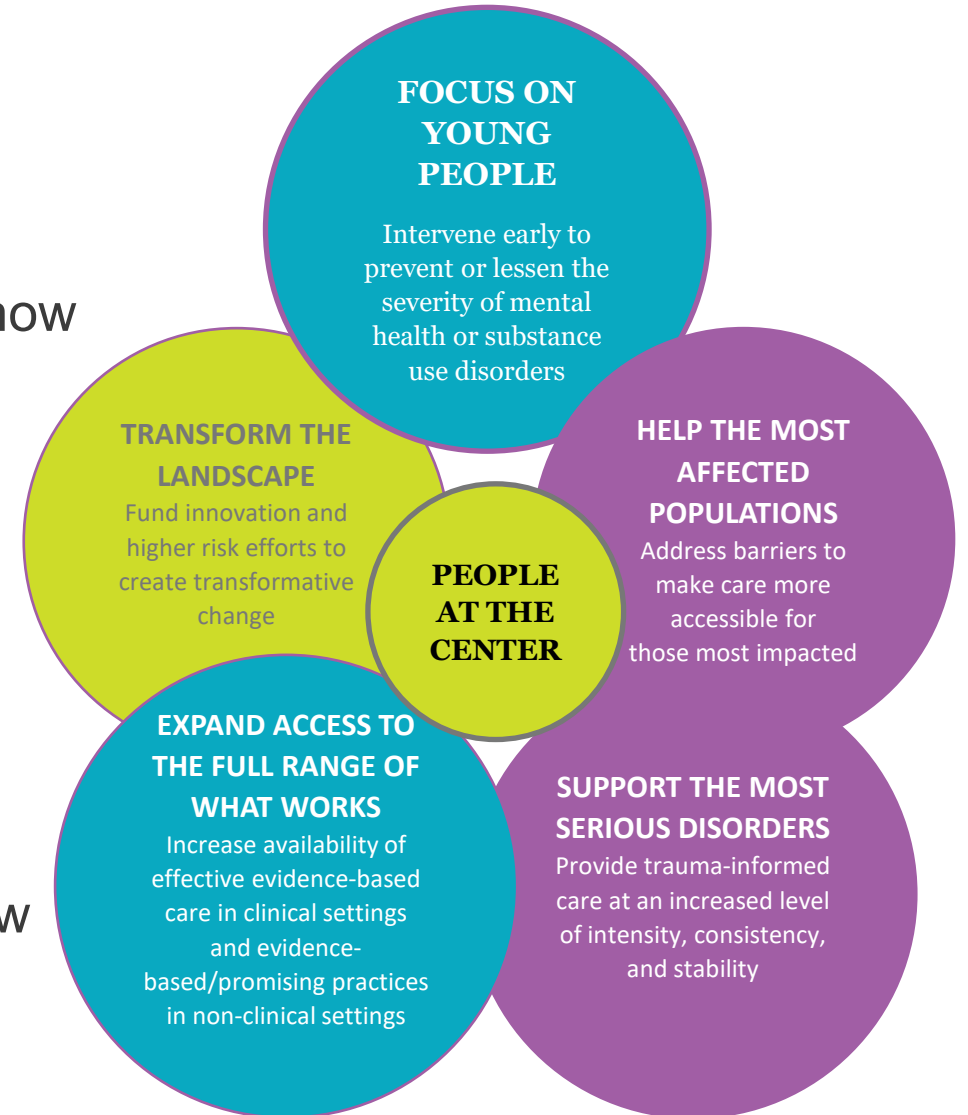 FOCUS ON
YOUNG
PEOPLE
Intervene early to
prevent or lessen the
severity of mental
health or substance
use disorders
now
TRANSFORM THE
LANDSCAPE
Fund innovation and
higher risk efforts to
create transformative
change
HELP THE MOST
AFFECTED
POPULATIONS
Address barriers to
make care more
accessible for
those most impacted
PEOPLE
AT THE
CENTER
EXPAND ACCESS TO
THE FULL RANGE OF
WHAT WORKS
Increase availability of
effective evidence-based
care in clinical settings
and evidence-
based/promising practices
in non-clinical settings
SUPPORT THE MOST
SERIOUS DISORDERS
Provide trauma-informed
care at an increased level
of intensity, consistency,
and stability